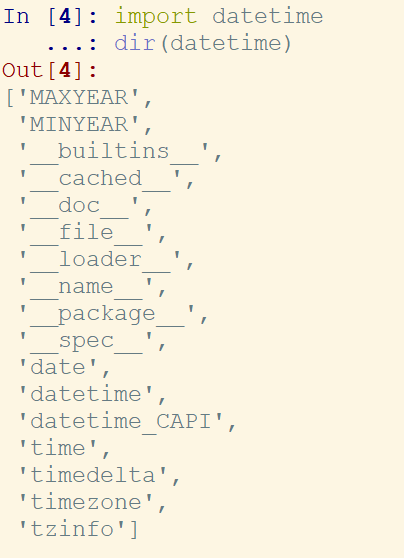 In [4]: import datetime
   ...: dir(datetime)
Out[4]:
['MAXYEAR',
 'MINYEAR',
 '__builtins__',
 '__cached__',
 '__doc__',
 '__file__',
 '__loader__',
 '__name__',
 '__package__',
 '__spec__',
 'date',
 'datetime',
 'datetime_CAPI',
 'time',
 'timedelta',
 'timezone',
 'tzinfo']